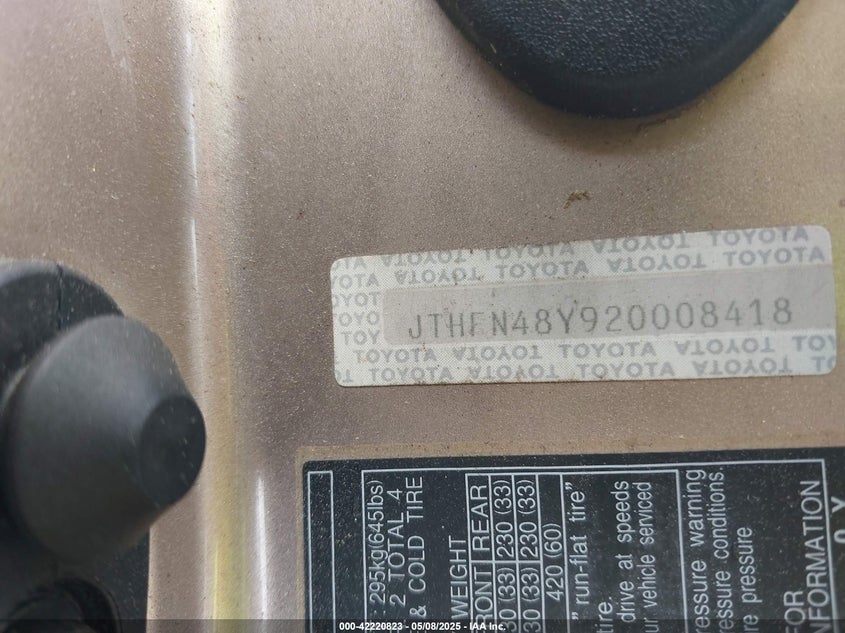 TOYOTA TOYOTA TOYOTA TOYOTA
TOYOTA TOYOTA TOYOTA TOYOTA
JTHFN48Y920008418
TOYOTA TOYOTA TOYOTA TOYOTA
TOYOTA TOYOTA TOYOTA TOYOTA
: 295kg(645lbs)
2 TOTAL 4
& COLD TIRE
WEIGHT
REAR
(33) 230 (33)
(33) 230 (33)
420 (60)
" run-flat tire"
tire.
drive at speeds
vehicle serviced
pressure warning
pressure conditions.
pressure
FOR
INFORMATION
000-42220823 - 05/08/2025 - IAA Inc.